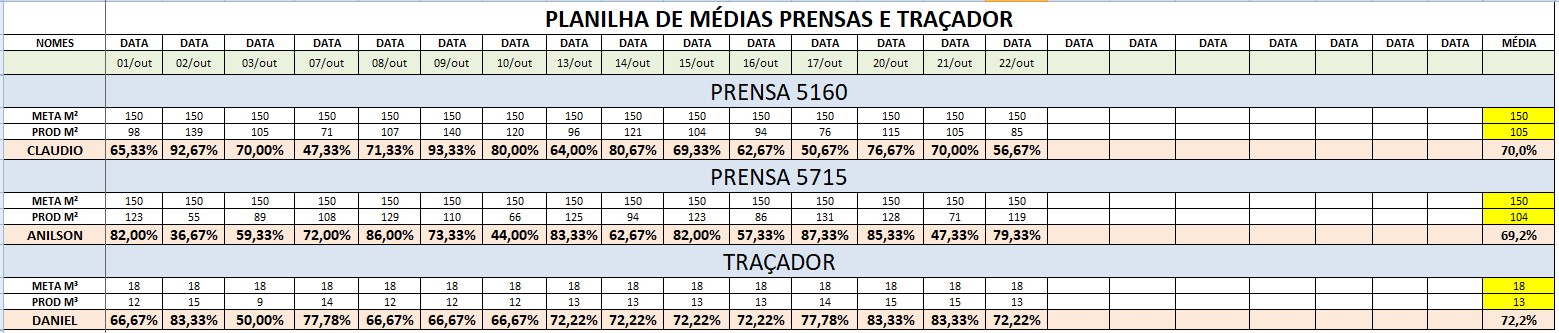 PLANILHA DE MÉDIAS PRENSAS E TRAÇADOR
NOMES DATA DATA DATA DATA DATA DATA DATA DATA DATA DATA DATA DATA DATA DATA DATA DATA DATA DATA DATA DATA DATA DATA MÉDIA
01/out 02/out 03/out 07/out 08/out 09/out 10/out 13/out 14/out 15/out 16/out 17/out 20/out 21/out 22/out
PRENSA 5160
META M² 150 150 150 150 150 150 150 150 150 150 150 150 150 150 150 150
PROD M² 98 139 105 71 107 140 120 96 121 104 94 76 115 105 85 105
CLAUDIO 65,33% 92,67% 70,00% 47,33% 71,33% 93,33% 80,00% 64,00% 80,67% 69,33% 62,67% 50,67% 76,67% 70,00% 56,67% 70,0%
PRENSA 5715
META M² 150 150 150 150 150 150 150 150 150 150 150 150 150 150 150 150
PROD M² 123 55 89 108 129 110 66 125 94 123 86 131 128 71 119 104
ANILSON 82,00% 36,67% 59,33% 72,00% 86,00% 73,33% 44,00% 83,33% 62,67% 82,00% 57,33% 87,33% 85,33% 47,33% 79,33% 69,2%
TRAÇADOR
META M³ 18 18 18 18 18 18 18 18 18 18 18 18 18 18 18 18
PROD M³ 12 15 9 14 12 12 12 13 13 13 13 14 15 15 13 13
DANIEL 66,67% 83,33% 50,00% 77,78% 66,67% 66,67% 66,67% 72,22% 72,22% 72,22% 72,22% 77,78% 83,33% 83,33% 72,22% 72,2%